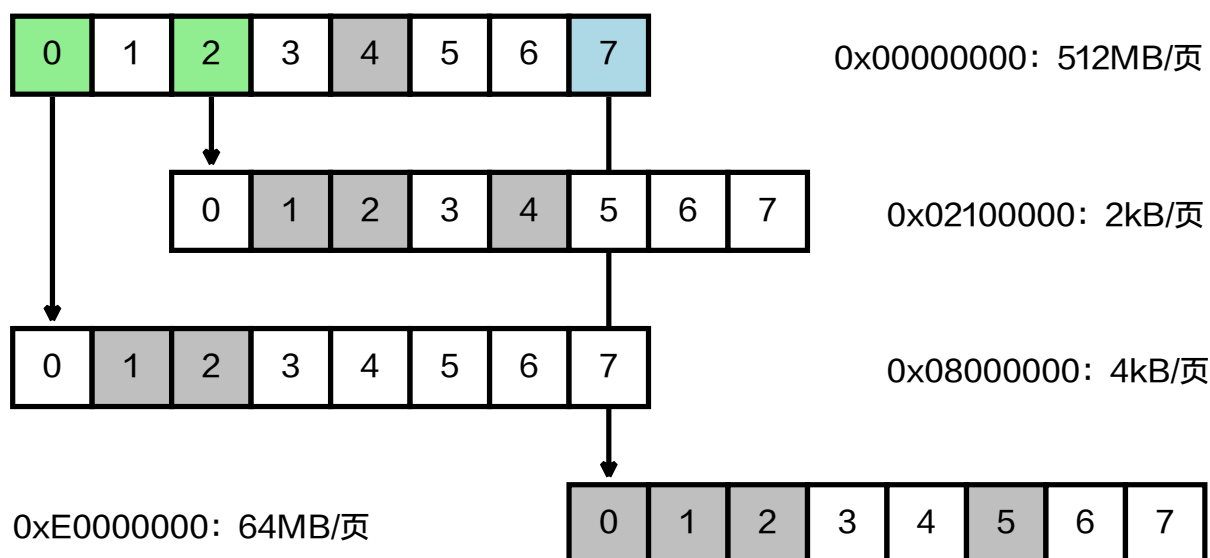 0 1 2 3 4 5 6 7 0x00000000：512MB/页
0 1 2 3 4 5 6 7 0x02100000：2kB/页
0 1 2 3 4 5 6 7 0x08000000：4kB/页
0xE0000000：64MB/页 0 1 2 3 4 5 6 7